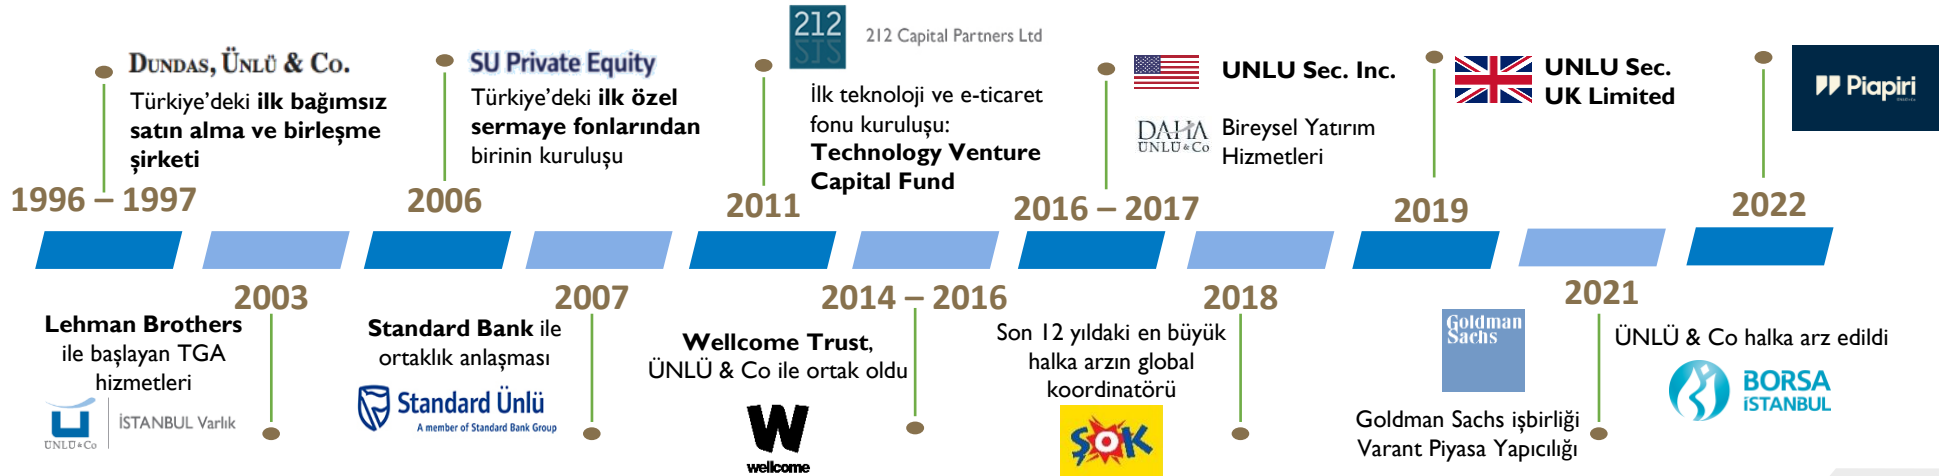 DUNDAS, ÜNLÜ & CO.
Türkiye’deki ilk bağımsız
satın alma ve birleşme
şirketi
1996 – 1997
SU Private Equity
Türkiye’deki ilk özel
sermaye fonlarından
birinin kuruluşu
2006
212
212 Capital Partners Ltd
İlk teknoloji ve e-ticaret
fonu kuruluşu:
Technology Venture
Capital Fund
2011
UNLU Sec. Inc.
DAHA
ÜNLÜ & Co
Bireysel Yatırım
Hizmetleri
2016 – 2017
UNLU Sec.
UK Limited
2019
Piapiri
2022
2003
Lehman Brothers
ile başlayan TGA
hizmetleri
ÜNLÜ & Co
İSTANBUL Varlık
2007
Standard Bank ile
ortaklık anlaşması
Standard Ünlü
A member of Standard Bank Group
2014 – 2016
Wellcome Trust,
ÜNLÜ & Co ile ortak oldu
W
wellcome
2018
Son 12 yıldaki en büyük
halka arzın global
koordinatörü
ŞOK
2021
Goldman
Sachs
Goldman Sachs işbirliği
Varant Piyasa Yapıcılığı
ÜNLÜ & Co halka arz edildi
BORSA
İSTANBUL